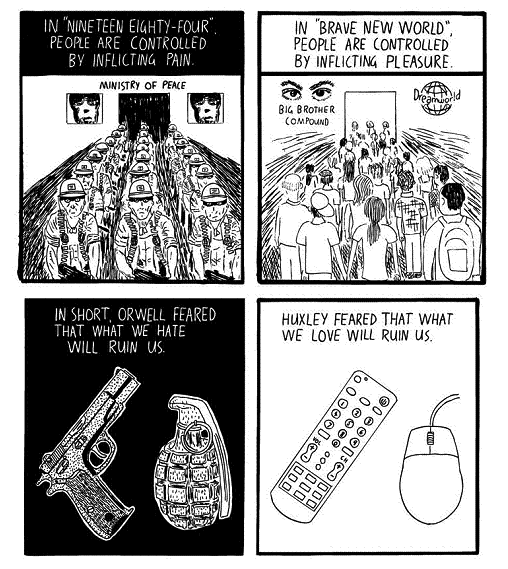 IN "NINETEEN EIGHTY-FOUR",
PEOPLE ARE CONTROLLED
BY INFLICTING PAIN.
MINISTRY OF PEACE
IN "BRAVE NEW WORLD",
PEOPLE ARE CONTROLLED
BY INFLICTING PLEASURE.
BIG BROTHER
COMPOUND
Dreamworld
IN SHORT, ORWELL FEARED
THAT WHAT WE HATE
WILL RUIN US.
HUXLEY FEARED THAT WHAT
WE LOVE WILL RUIN US.